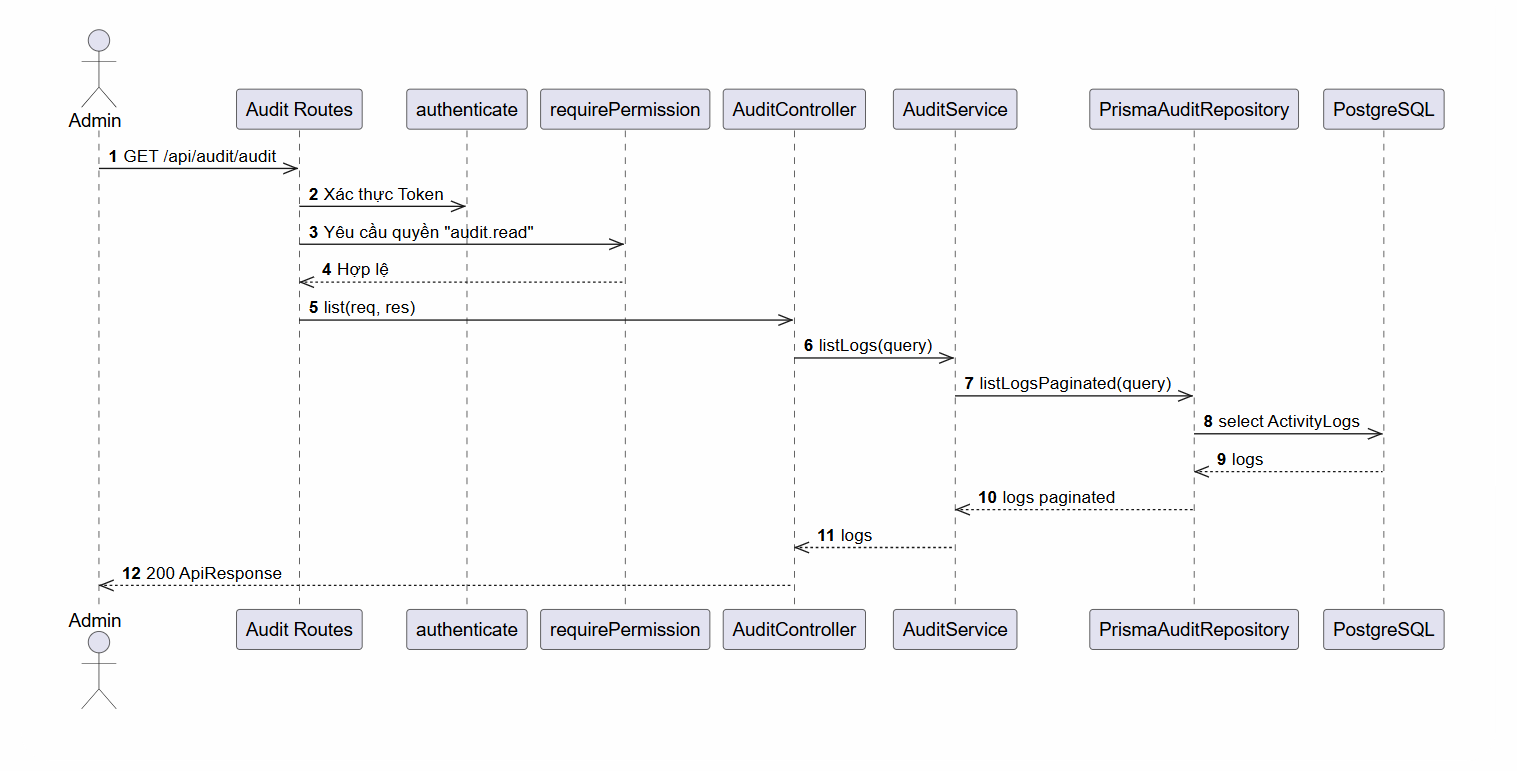 Admin
Audit Routes
authenticate
requirePermission
AuditController
AuditService
PrismaAuditRepository
PostgreSQL
1 GET /api/audit/audit
2 Xác thực Token
3 Yêu cầu quyền "audit.read"
4 Hợp lệ
5 list(req, res)
6 listLogs(query)
7 listLogsPaginated(query)
8 select ActivityLogs
9 logs
10 logs paginated
11 logs
12 200 ApiResponse
Admin
Audit Routes
authenticate
requirePermission
AuditController
AuditService
PrismaAuditRepository
PostgreSQL